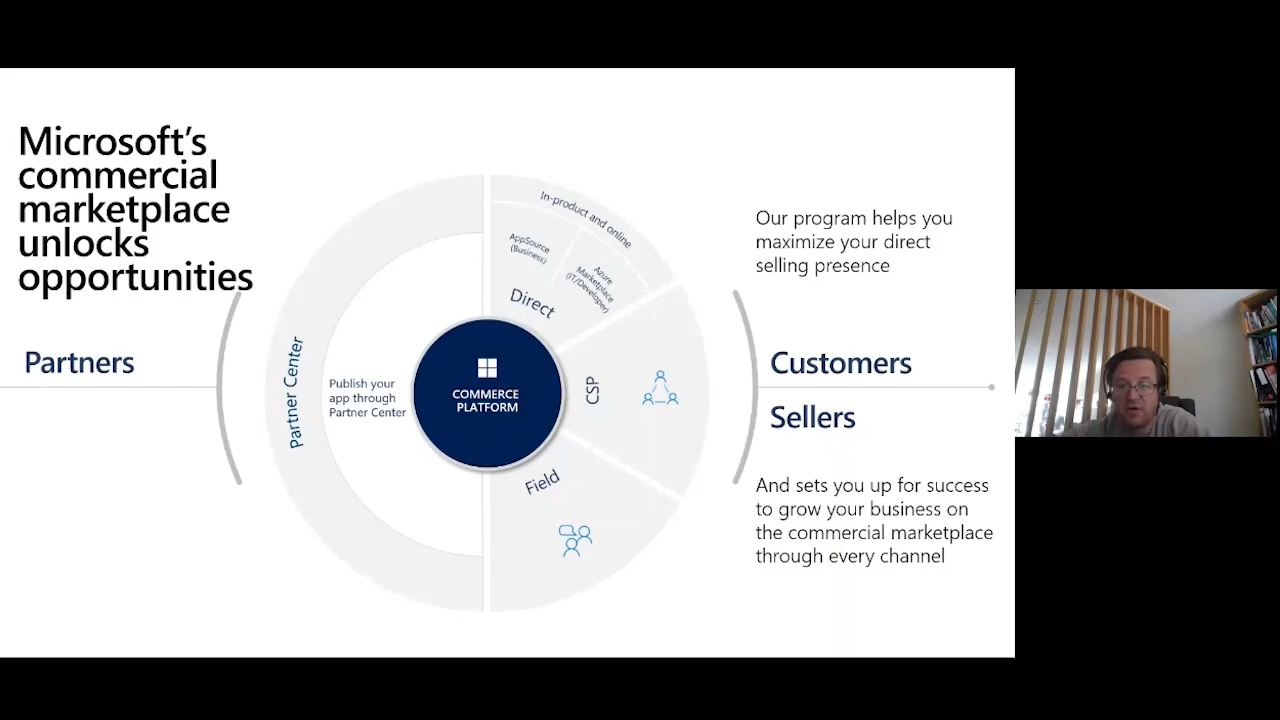 Microsoft's
commercial
marketplace
unlocks
opportunities
Partners
Partner Center
Publish your
app through
Partner Center
COMMERCE
PLATFORM
In-product and online
AppSource
(Business)
Azure
Marketplace
(IT/Developer)
Direct
CSP
Field
Our program helps you
maximize your direct
selling presence
Customers
Sellers
And sets you up for success
to grow your business on
the commercial marketplace
through every channel